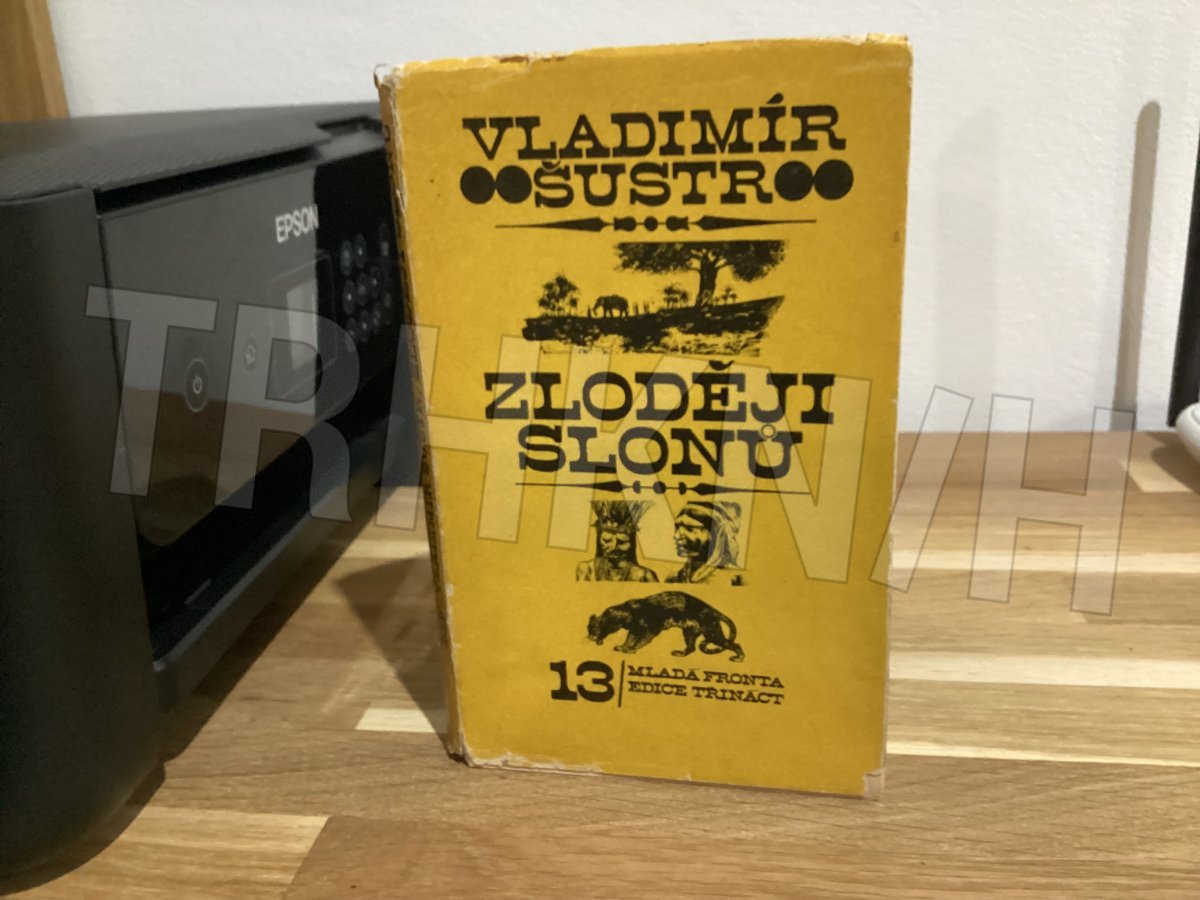 EPSON
VLADIMÍR
ŠUSTR
ZLODĚJI
SLONŮ
13
MLADÁ FRONTA
EDICE TŘINÁCT
TRHKNIH